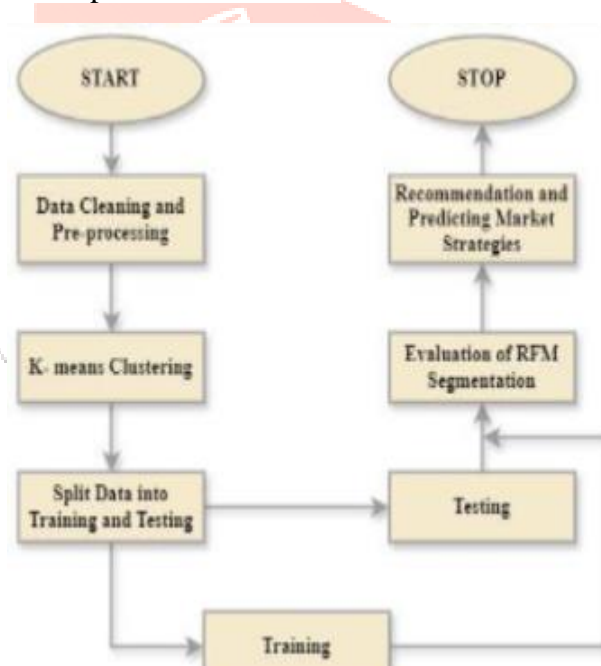 START
Data Cleaning and
Pre-processing
K- means Clustering
Split Data into
Training and Testing
Training
Testing
Evaluation of RFM
Segmentation
Recommendation and
Predicting Market
Strategies
STOP